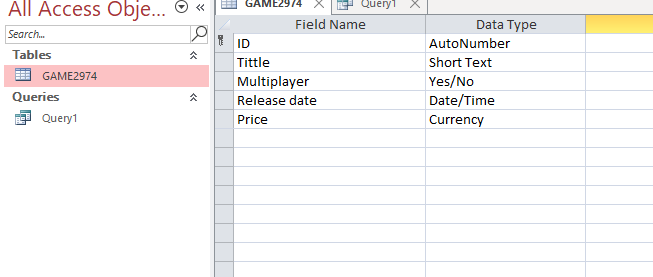 All Access Obje...
Search...
Tables
GAME2974
Queries
Query1
GAME2974 Query1
Field Name Data Type
ID AutoNumber
Tittle Short Text
Multiplayer Yes/No
Release date Date/Time
Price Currency